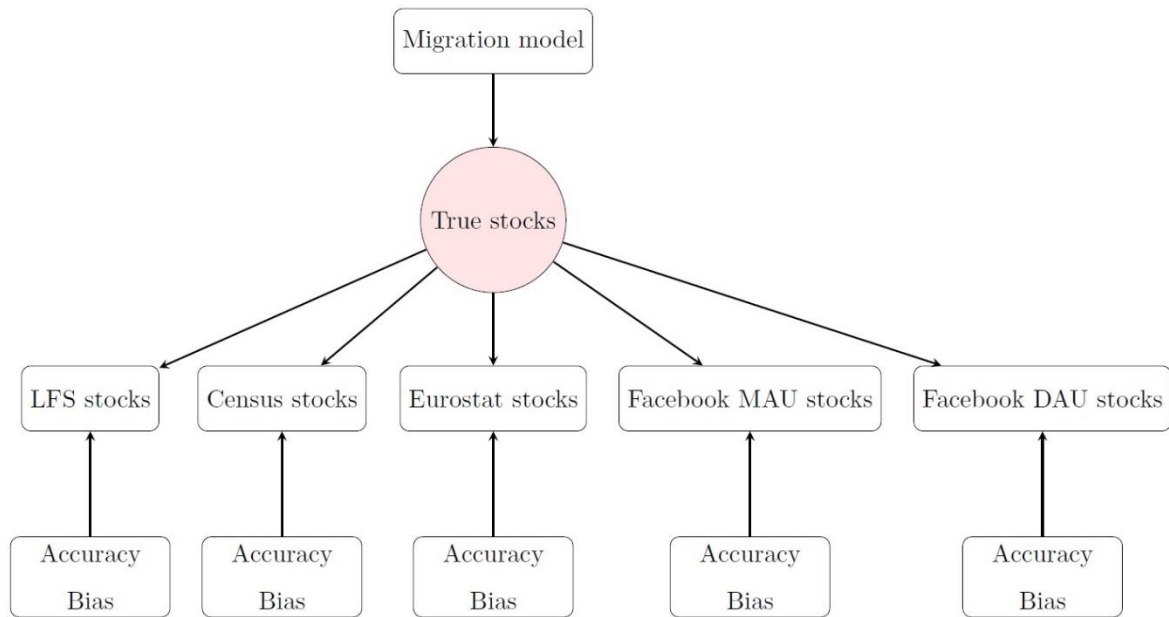 Migration model
True stocks
LFS stocks
Census stocks
Eurostat stocks
Facebook MAU stocks
Facebook DAU stocks
Accuracy
Bias
Accuracy
Bias
Accuracy
Bias
Accuracy
Bias
Accuracy
Bias